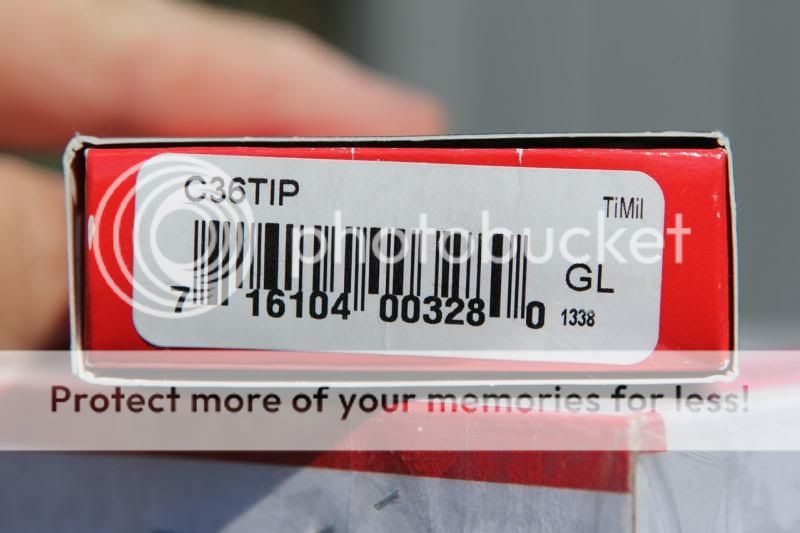 C36TIP
TiMil
photobucket
GL
7 16104 00328 0 1338
Protect more of your memories for less!